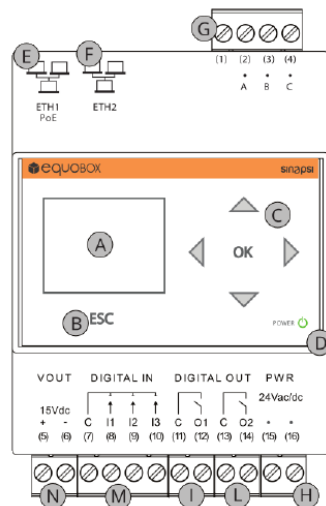 E F G
(1) (2) (3) (4)
A B C
ETH1 ETH2
PoE
equOBOX sinapsi
A C
OK
B ESC
POWER
D
VOUT DIGITAL IN DIGITAL OUT PWR
24Vac/dc
15Vdc C I1 I2 I3 C O1 C O2
+ - • •
(5) (6) (7) (8) (9) (10) (11) (12) (13) (14) (15) (16)
N M I L H